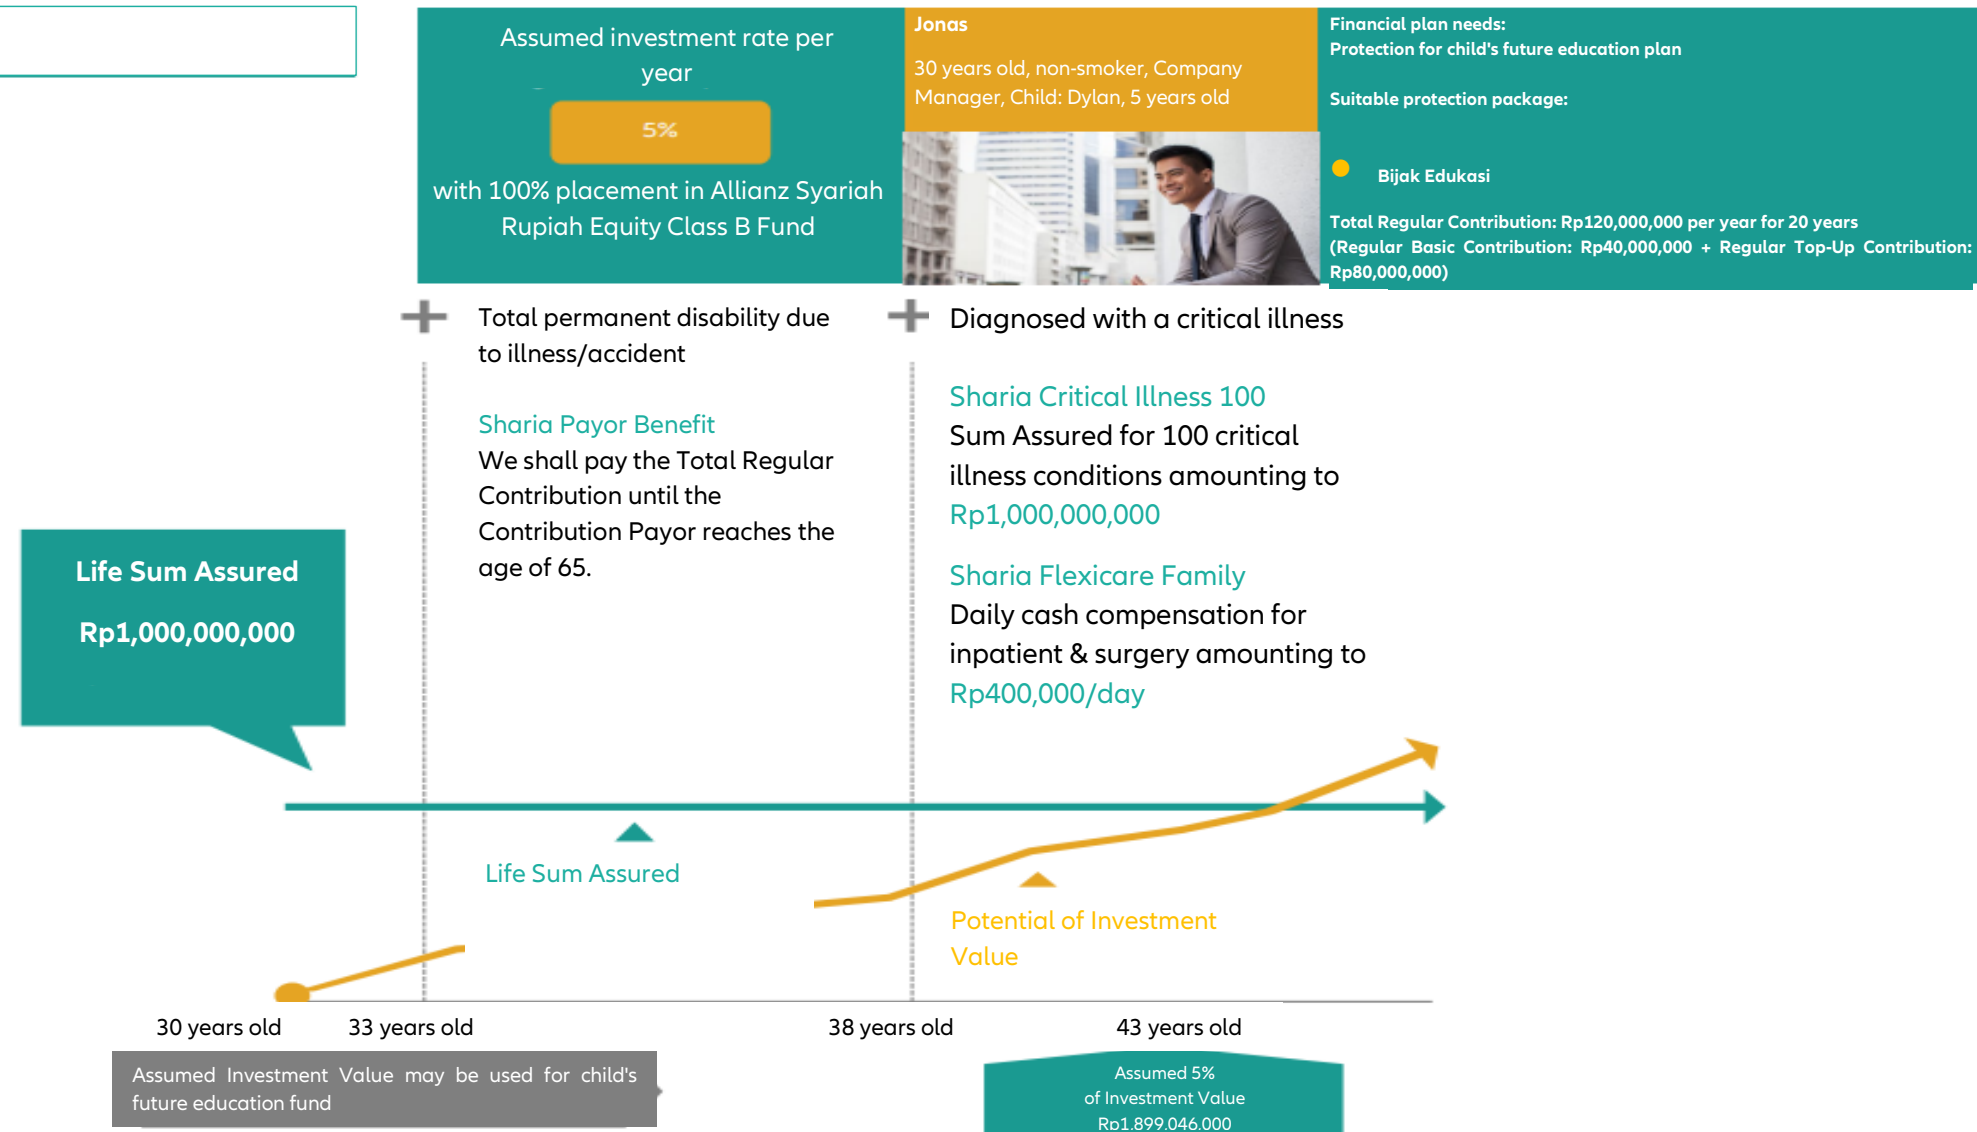 Assumed investment rate per
year
5%
with 100% placement in Allianz Syariah
Rupiah Equity Class B Fund
Jonas
30 years old, non-smoker, Company
Manager, Child: Dylan, 5 years old
Financial plan needs:
Protection for child's future education plan
Suitable protection package:
Bijak Edukasi
Total Regular Contribution: Rp120,000,000 per year for 20 years
(Regular Basic Contribution: Rp40,000,000 + Regular Top-Up Contribution:
Rp80,000,000)
Total permanent disability due
to illness/accident
Sharia Payor Benefit
We shall pay the Total Regular
Contribution until the
Contribution Payor reaches the
age of 65.
Diagnosed with a critical illness
Sharia Critical Illness 100
Sum Assured for 100 critical
illness conditions amounting to
Rp1,000,000,000
Sharia Flexicare Family
Daily cash compensation for
inpatient & surgery amounting to
Rp400,000/day
Life Sum Assured
Rp1,000,000,000
Life Sum Assured
Potential of Investment
Value
30 years old
33 years old
38 years old
43 years old
Assumed Investment Value may be used for child's
future education fund
Assumed 5%
of Investment Value
Rp1.899.046.000